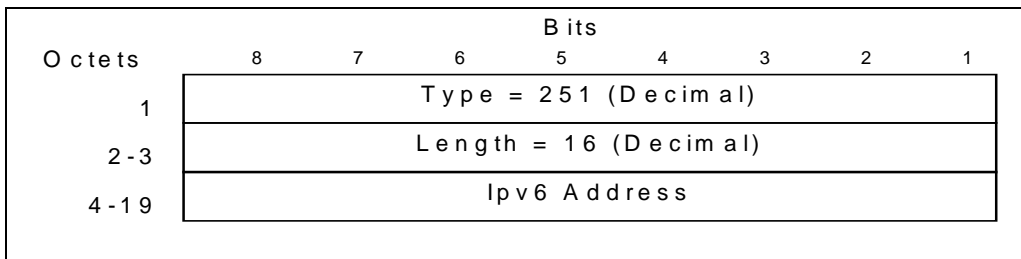 Bits
Octets 8 7 6 5 4 3 2 1
1 Type = 251 (Decimal)
2-3 Length = 16 (Decimal)
4-19 Ipv6 Address